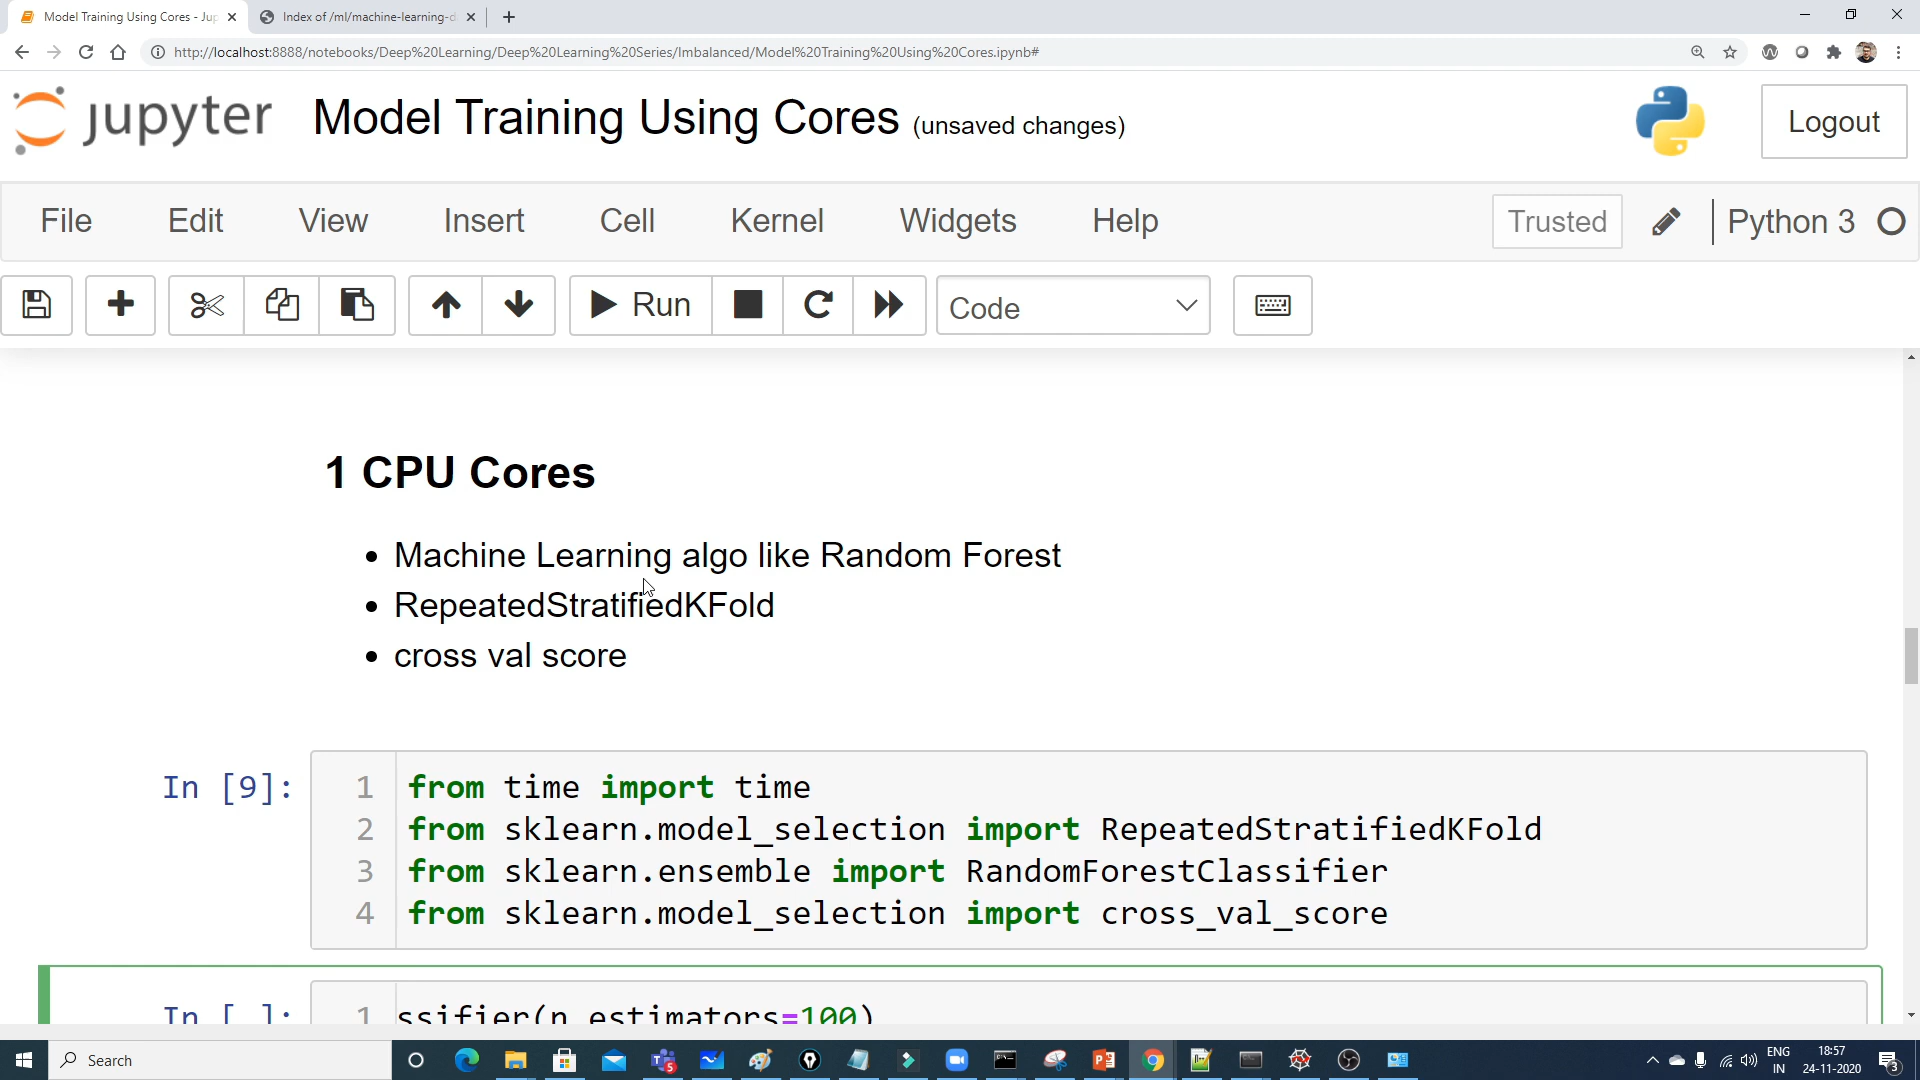 Model Training Using Cores - Jup
Index of /ml/machine-learning-d
http://localhost:8888/notebooks/Deep%20Learning/Deep%20Learning%20Series/Imbalanced/Model%20Training%20Using%20Cores.ipynb#
jupyter Model Training Using Cores (unsaved changes)
Logout
File Edit View Insert Cell Kernel Widgets Help
Trusted
Python 3
Run
Code
1 CPU Cores
• Machine Learning algo like Random Forest
• RepeatedStratifiedKFold
• cross val score
In [9]:
1 from time import time
2 from sklearn.model_selection import RepeatedStratifiedKFold
3 from sklearn.ensemble import RandomForestClassifier
4 from sklearn.model_selection import cross_val_score
In [ ]:
1 ssifier(n_estimators=100)
Search
5
ENG
IN
18:57
24-11-2020
3